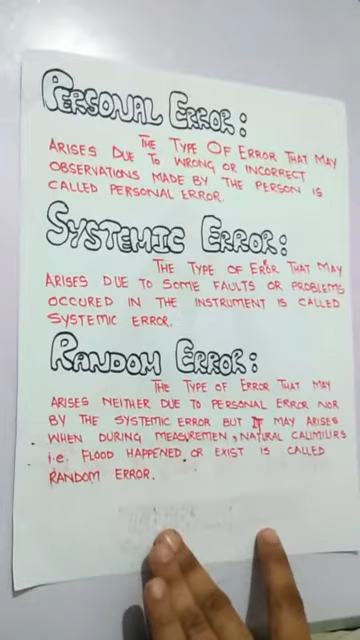 PERSONAL ERROR:
THE TYPE OF ERROR THAT MAY
ARISES DUE TO WRONG OR INCORRECT
OBSERVATIONS MADE BY THE PERSON IS
CALLED PERSONAL ERROR.
SYSTEMIC ERROR:
THE TYPE OF EROR THAT MAY
ARISES DUE TO SOME FAULTS OR PROBLEMS
OCCURED IN THE INSTRUMENT IS CALLED
SYSTEMIC ERROR.
RANDOM ERROR:
THE TYPE OF ERROR THAT MAY
ARISES NEITHER DUE TO PERSONAL ERROR NOR
BY THE SYSTEMIC ERROR BUT IT MAY ARISES
WHEN DURING MEASUREMEN, NATURAL CALIMIURS
i.e. FLOOD HAPPENED OR EXIST IS CALLED
RANDOM ERROR.